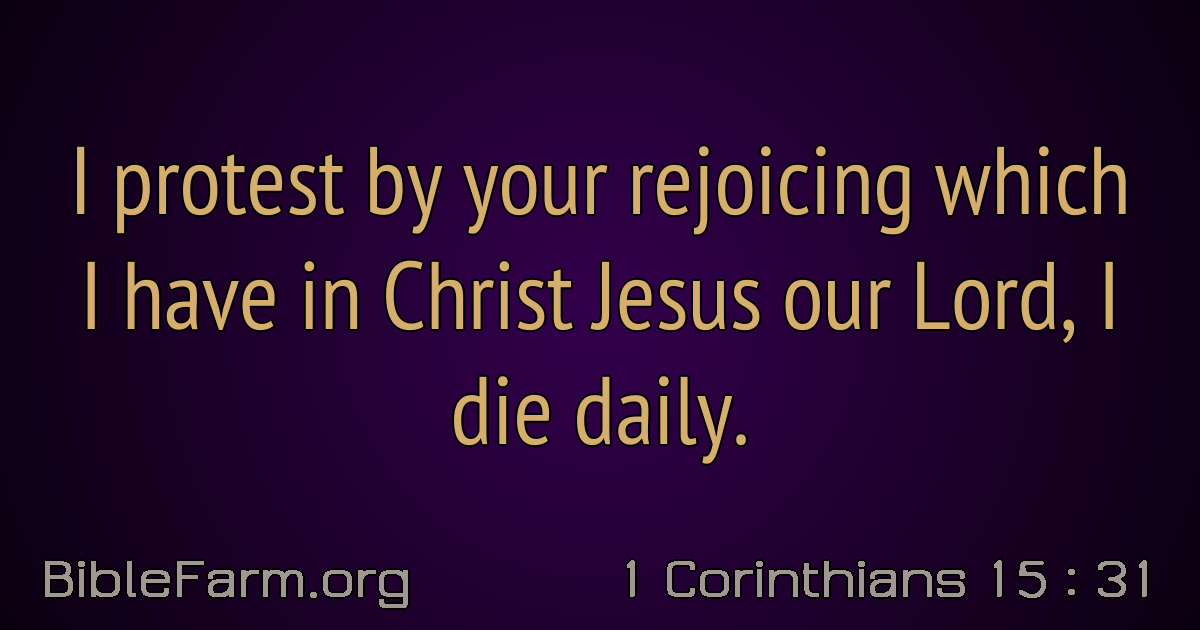 I protest by your rejoicing which
I have in Christ Jesus our Lord, I
die daily.
BibleFarm.org 1 Corinthians 15 : 31